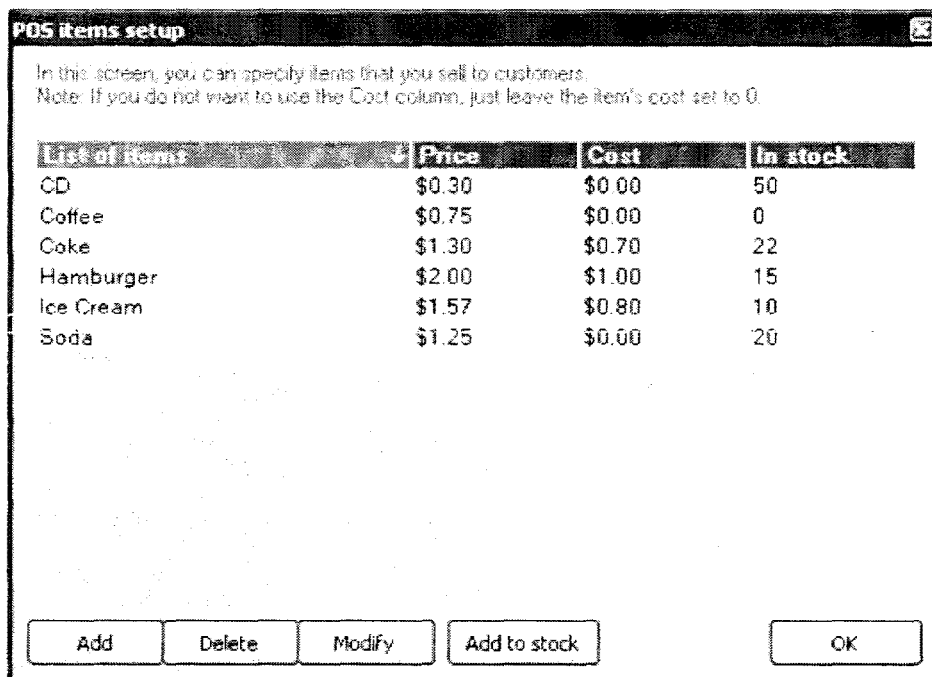 POS items setup
In this screen, you can specify items that you sell to customers.
Note: If you do not want to use the Cost column, just leave the item's cost set to 0.
List of items Price Cost In stock
CD $0.30 $0.00 50
Coffee $0.75 $0.00 0
Coke $1.30 $0.70 22
Hamburger $2.00 $1.00 15
Ice Cream $1.57 $0.80 10
Soda $1.25 $0.00 20
Add Delete Modify Add to stock OK